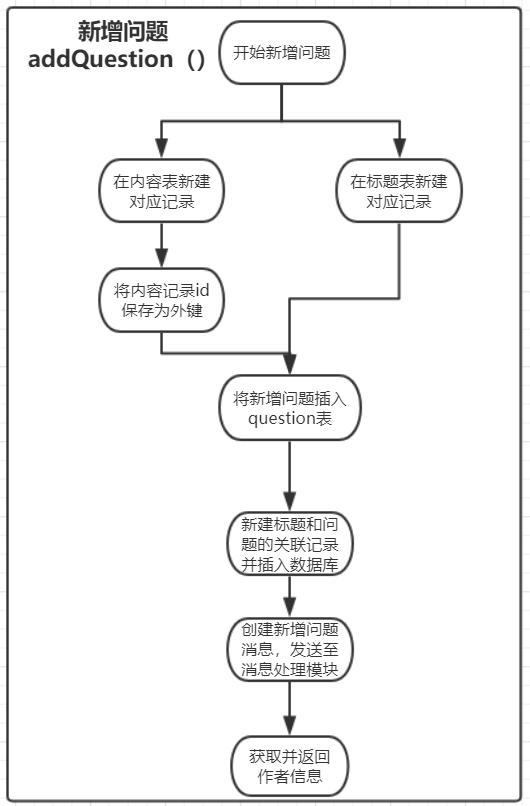 新增问题
addQuestion（）
开始新增问题
在内容表新建
对应记录
在标题表新建
对应记录
将内容记录id
保存为外键
将新增问题插入
question表
新建标题和问
题的关联记录
并插入数据库
创建新增问题
消息，发送至
消息处理模块
获取并返回
作者信息